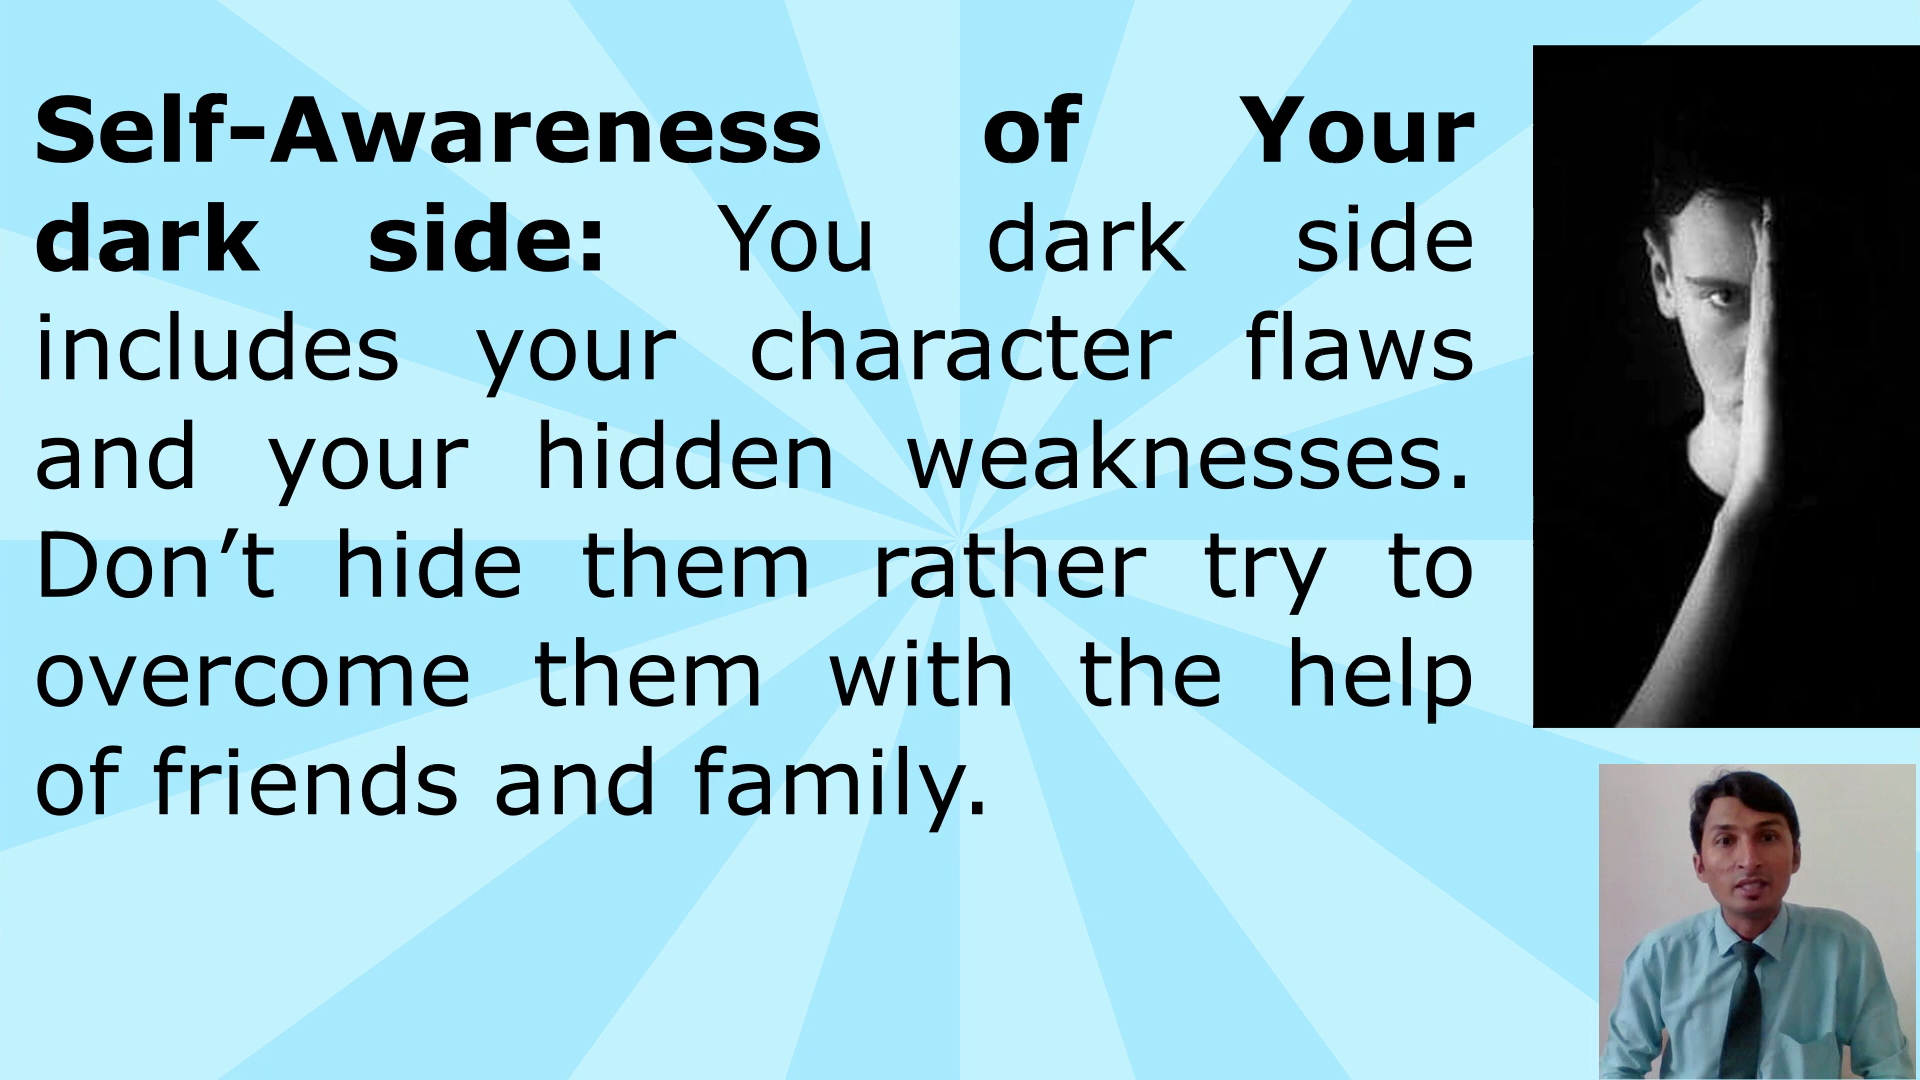 Self-Awareness of Your
dark side: You dark side
includes your character flaws
and your hidden weaknesses.
Don’t hide them rather try to
overcome them with the help
of friends and family.